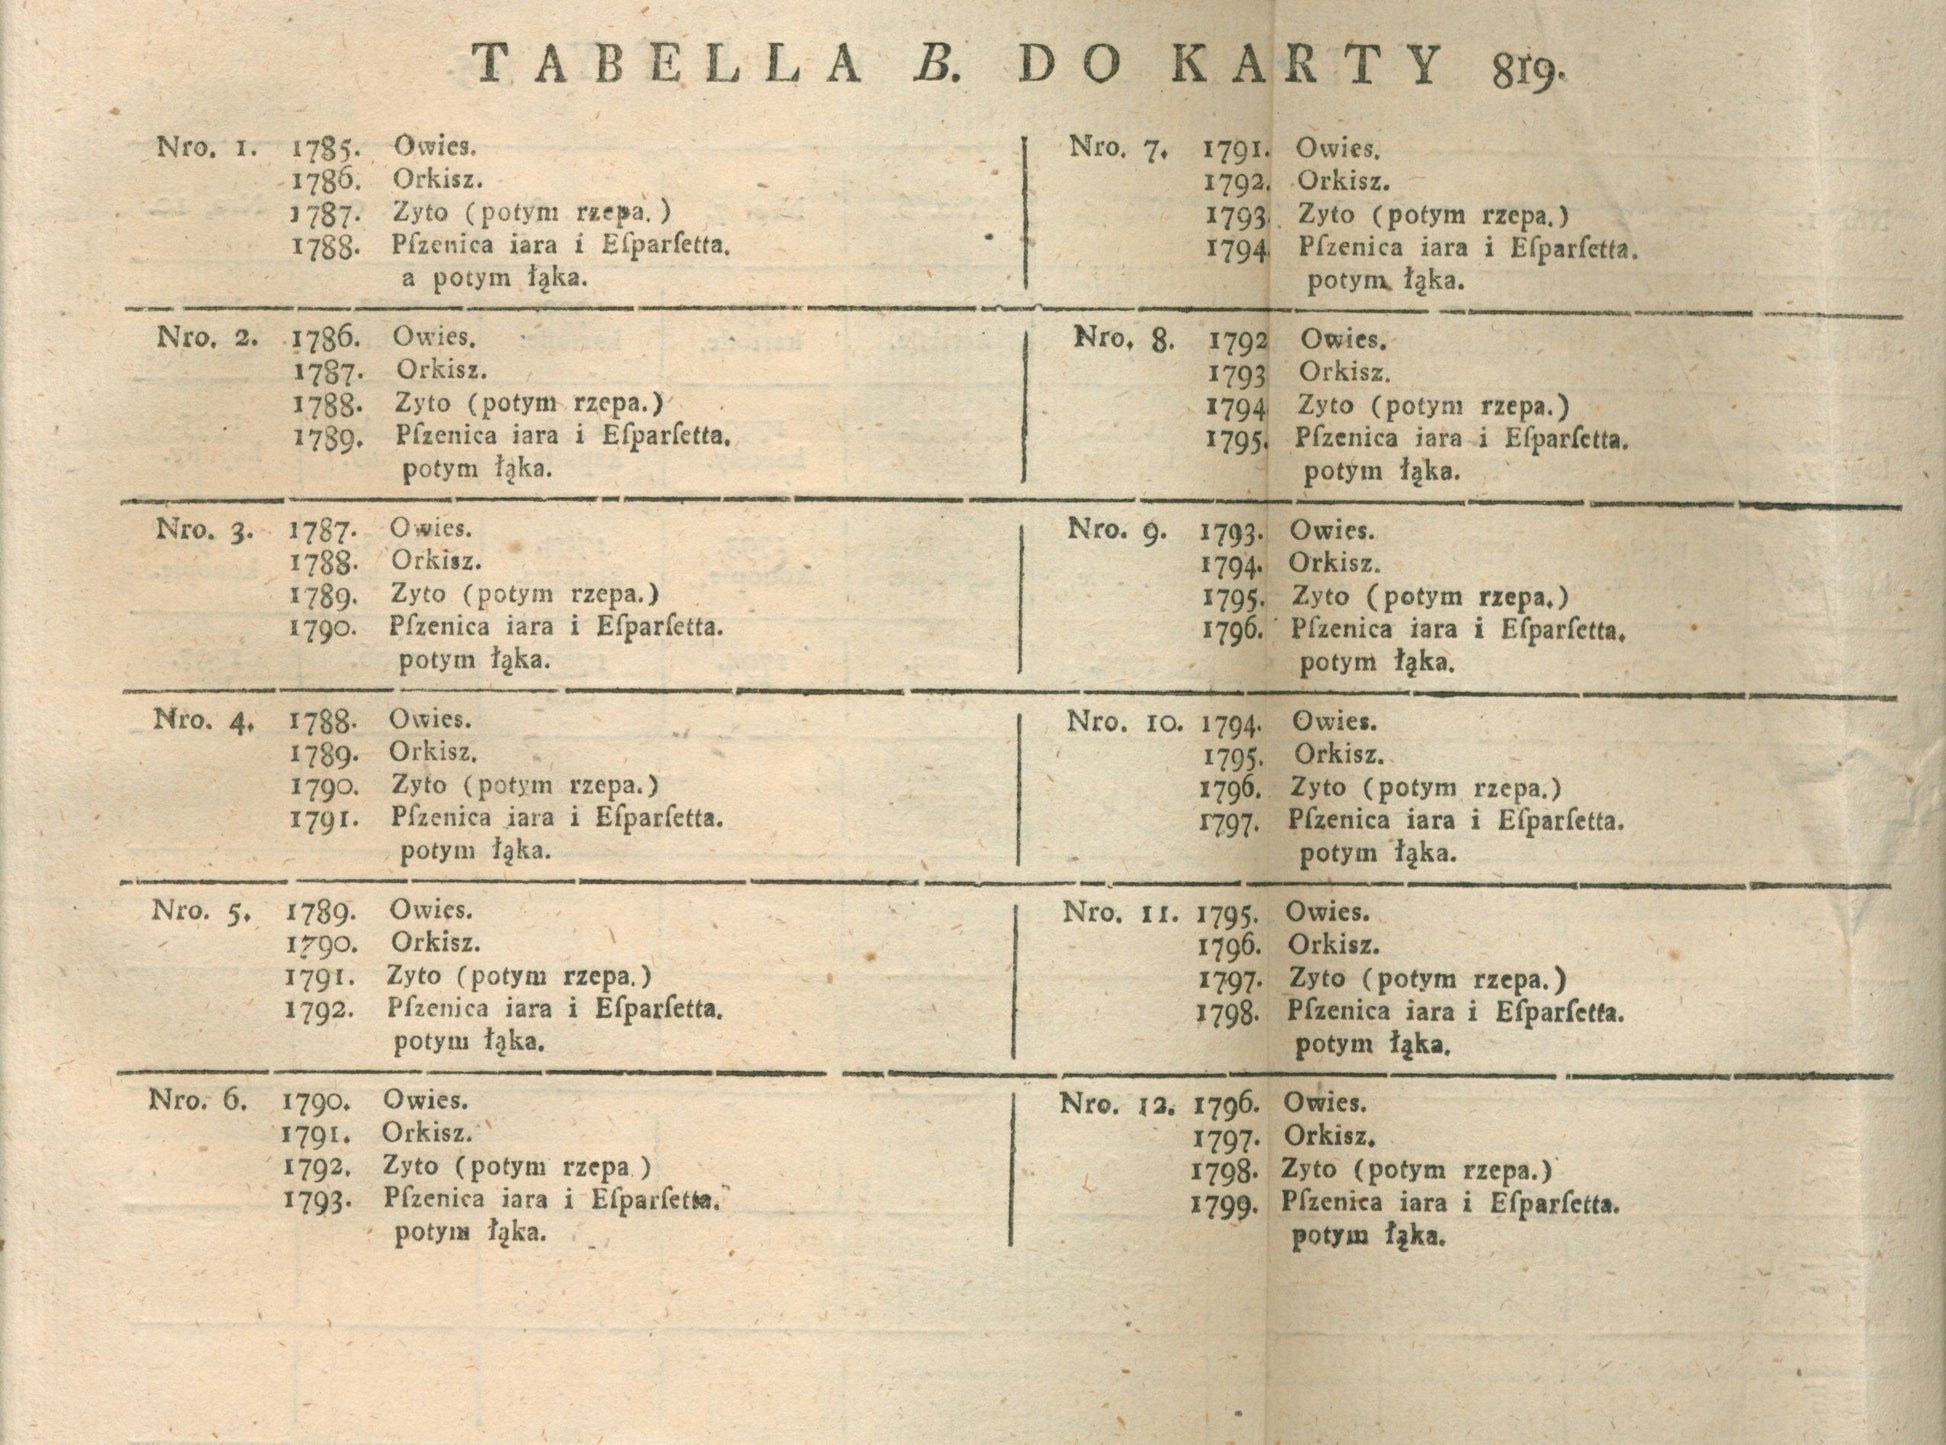 TABELLA B. DO KARTY 819.
Nro. 1. 1785. Owies.
1786. Orkisz.
1787. Zyto (potym rzepa.)
1788. Pſzenica iara i Eſparſetta.
a potym łąka.
Nro. 2. 1786. Owies.
1787. Orkisz.
1788. Zyto (potym rzepa.)
1789. Pſzenica iara i Eſparſetta.
potym łąka.
Nro. 3. 1787. Owies.
1788. Orkisz.
1789. Zyto (potym rzepa.)
1790. Pſzenica iara i Eſparſetta.
potym łąka.
Nro. 4. 1788. Owies.
1789. Orkisz.
1790. Zyto (potym rzepa.)
1791. Pſzenica iara i Eſparſetta.
potym łąka.
Nro. 5. 1789. Owies.
1790. Orkisz.
1791. Zyto (potym rzepa.)
1792. Pſzenica iara i Eſparſetta.
potym łąka.
Nro. 6. 1790. Owies.
1791. Orkisz.
1792. Zyto (potym rzepa )
1793. Pſzenica iara i Eſparſetta.
potym łąka.
Nro. 7. 1791. Owies.
1792. Orkisz.
1793. Zyto (potym rzepa.)
1794 Pſzenica iara i Eſparſetta.
potym łąka.
Nro. 8. 1792 Owies.
1793 Orkisz.
1794 Zyto (potym rzepa.)
1795. Pſzenica iara i Eſparſetta.
potym łąka.
Nro. 9. 1793. Owies.
1794. Orkisz.
1795. Zyto (potym rzepa.)
1796. Pſzenica iara i Eſparſetta.
potym łąka.
Nro. 10. 1794. Owies.
1795. Orkisz.
1796. Zyto (potym rzepa.)
1797. Pſzenica iara i Eſparſetta.
potym łąka.
Nro. 11. 1795. Owies.
1796. Orkisz.
1797. Zyto (potym rzepa.)
1798. Pſzenica iara i Eſparſetta.
potym łąka.
Nro. 12. 1796. Owies.
1797. Orkisz.
1798. Zyto (potym rzepa.)
1799. Pſzenica iara i Eſparſetta.
potym łąka.